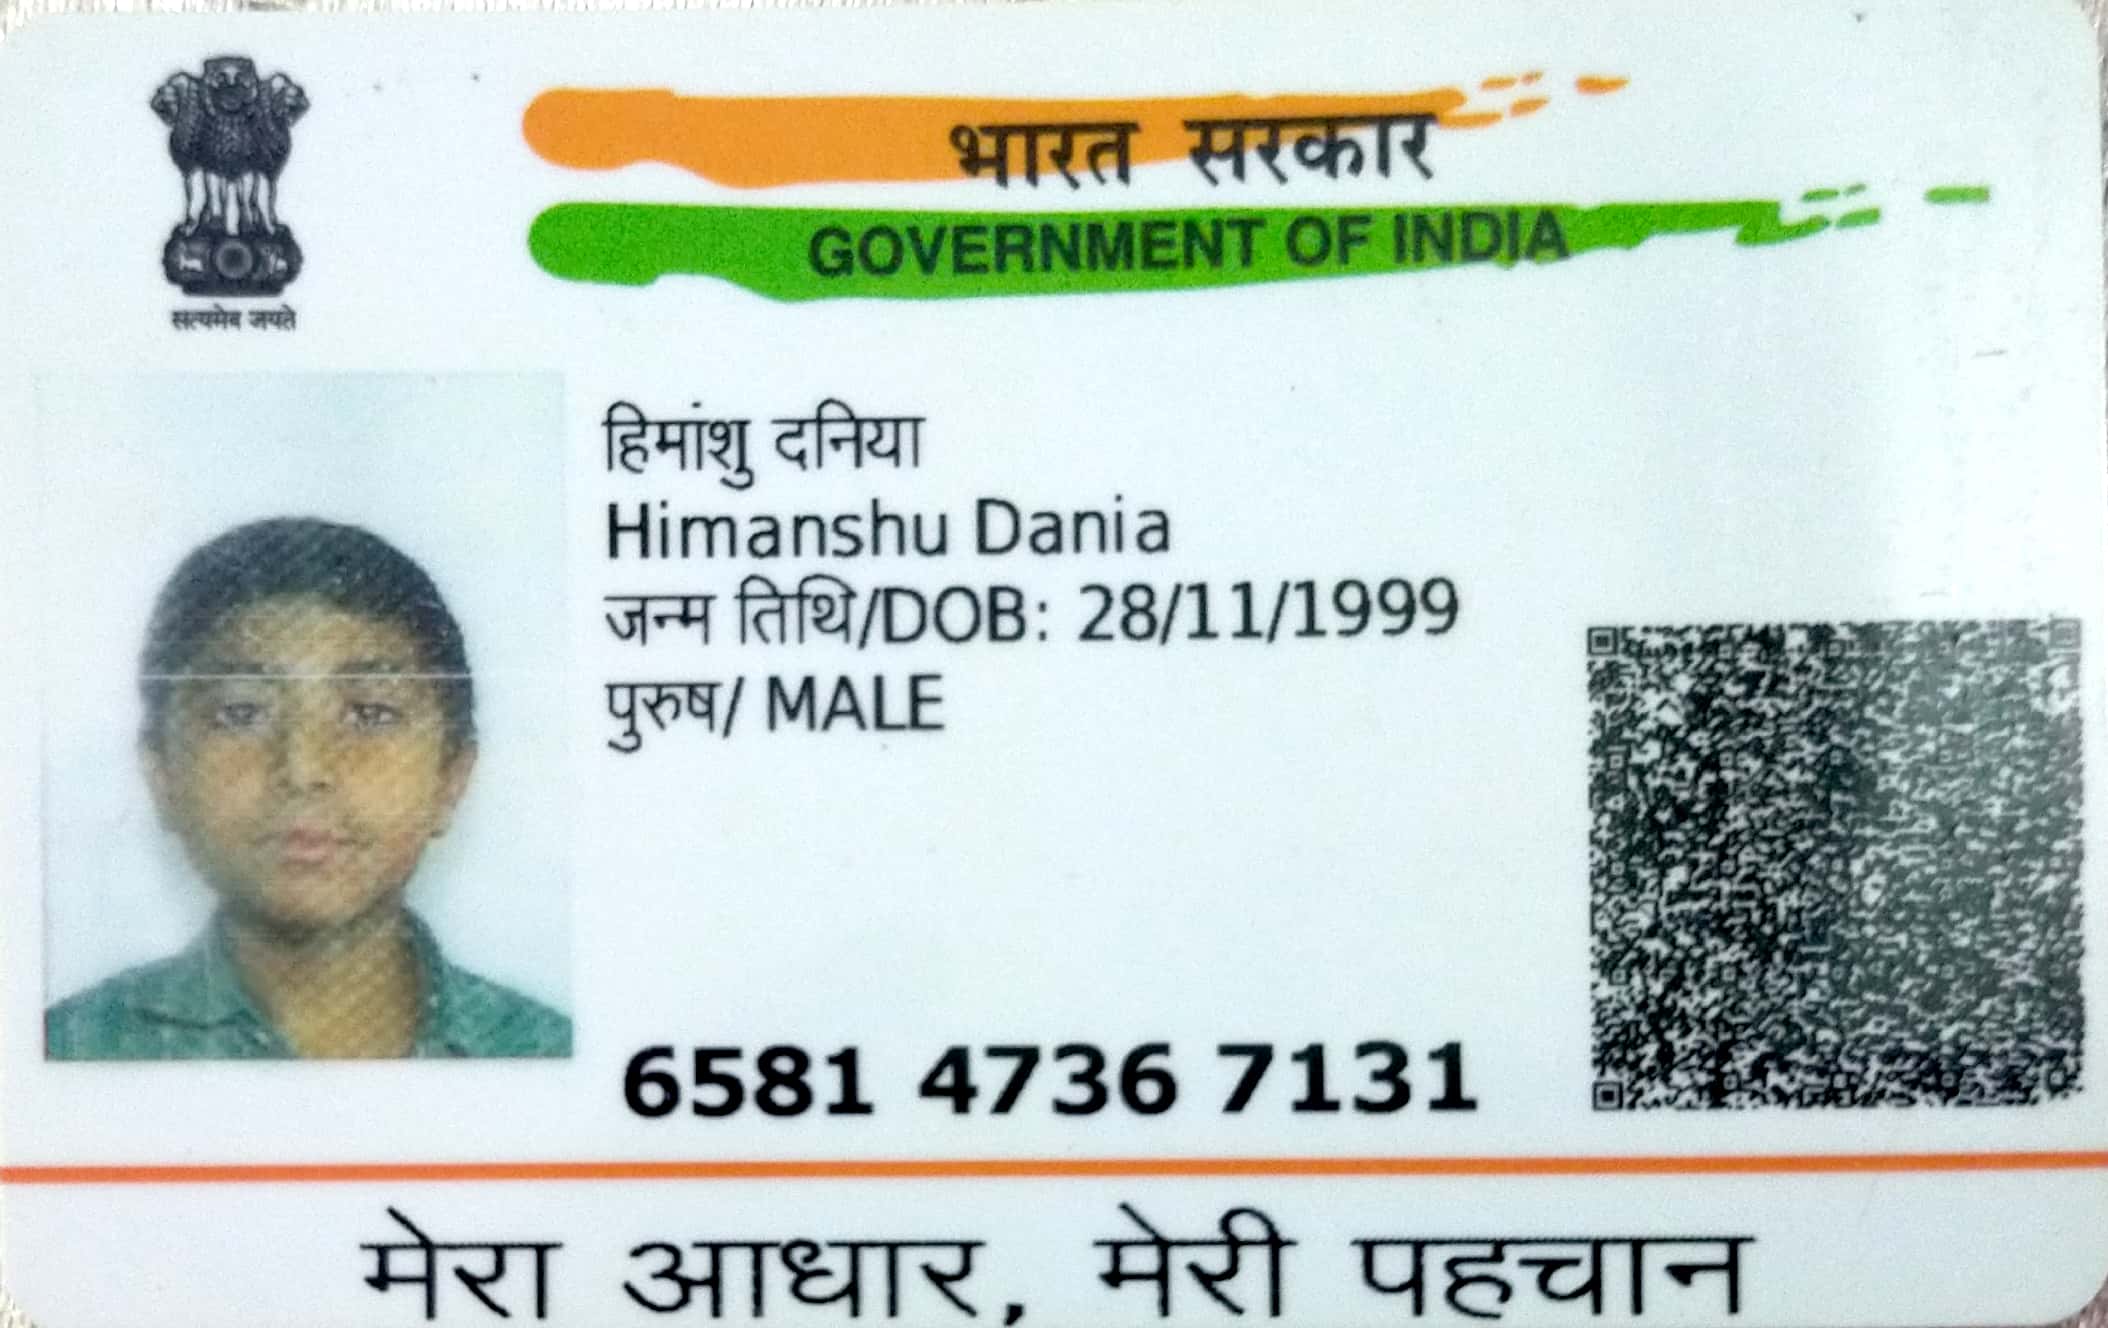 भारत सरकार
GOVERNMENT OF INDIA
सत्यमेव जयते
हिमांशु दनिया
Himanshu Dania
जन्म तिथि/DOB: 28/11/1999
पुरुष/ MALE
6581 4736 7131
मेरा आधार, मेरी पहचान